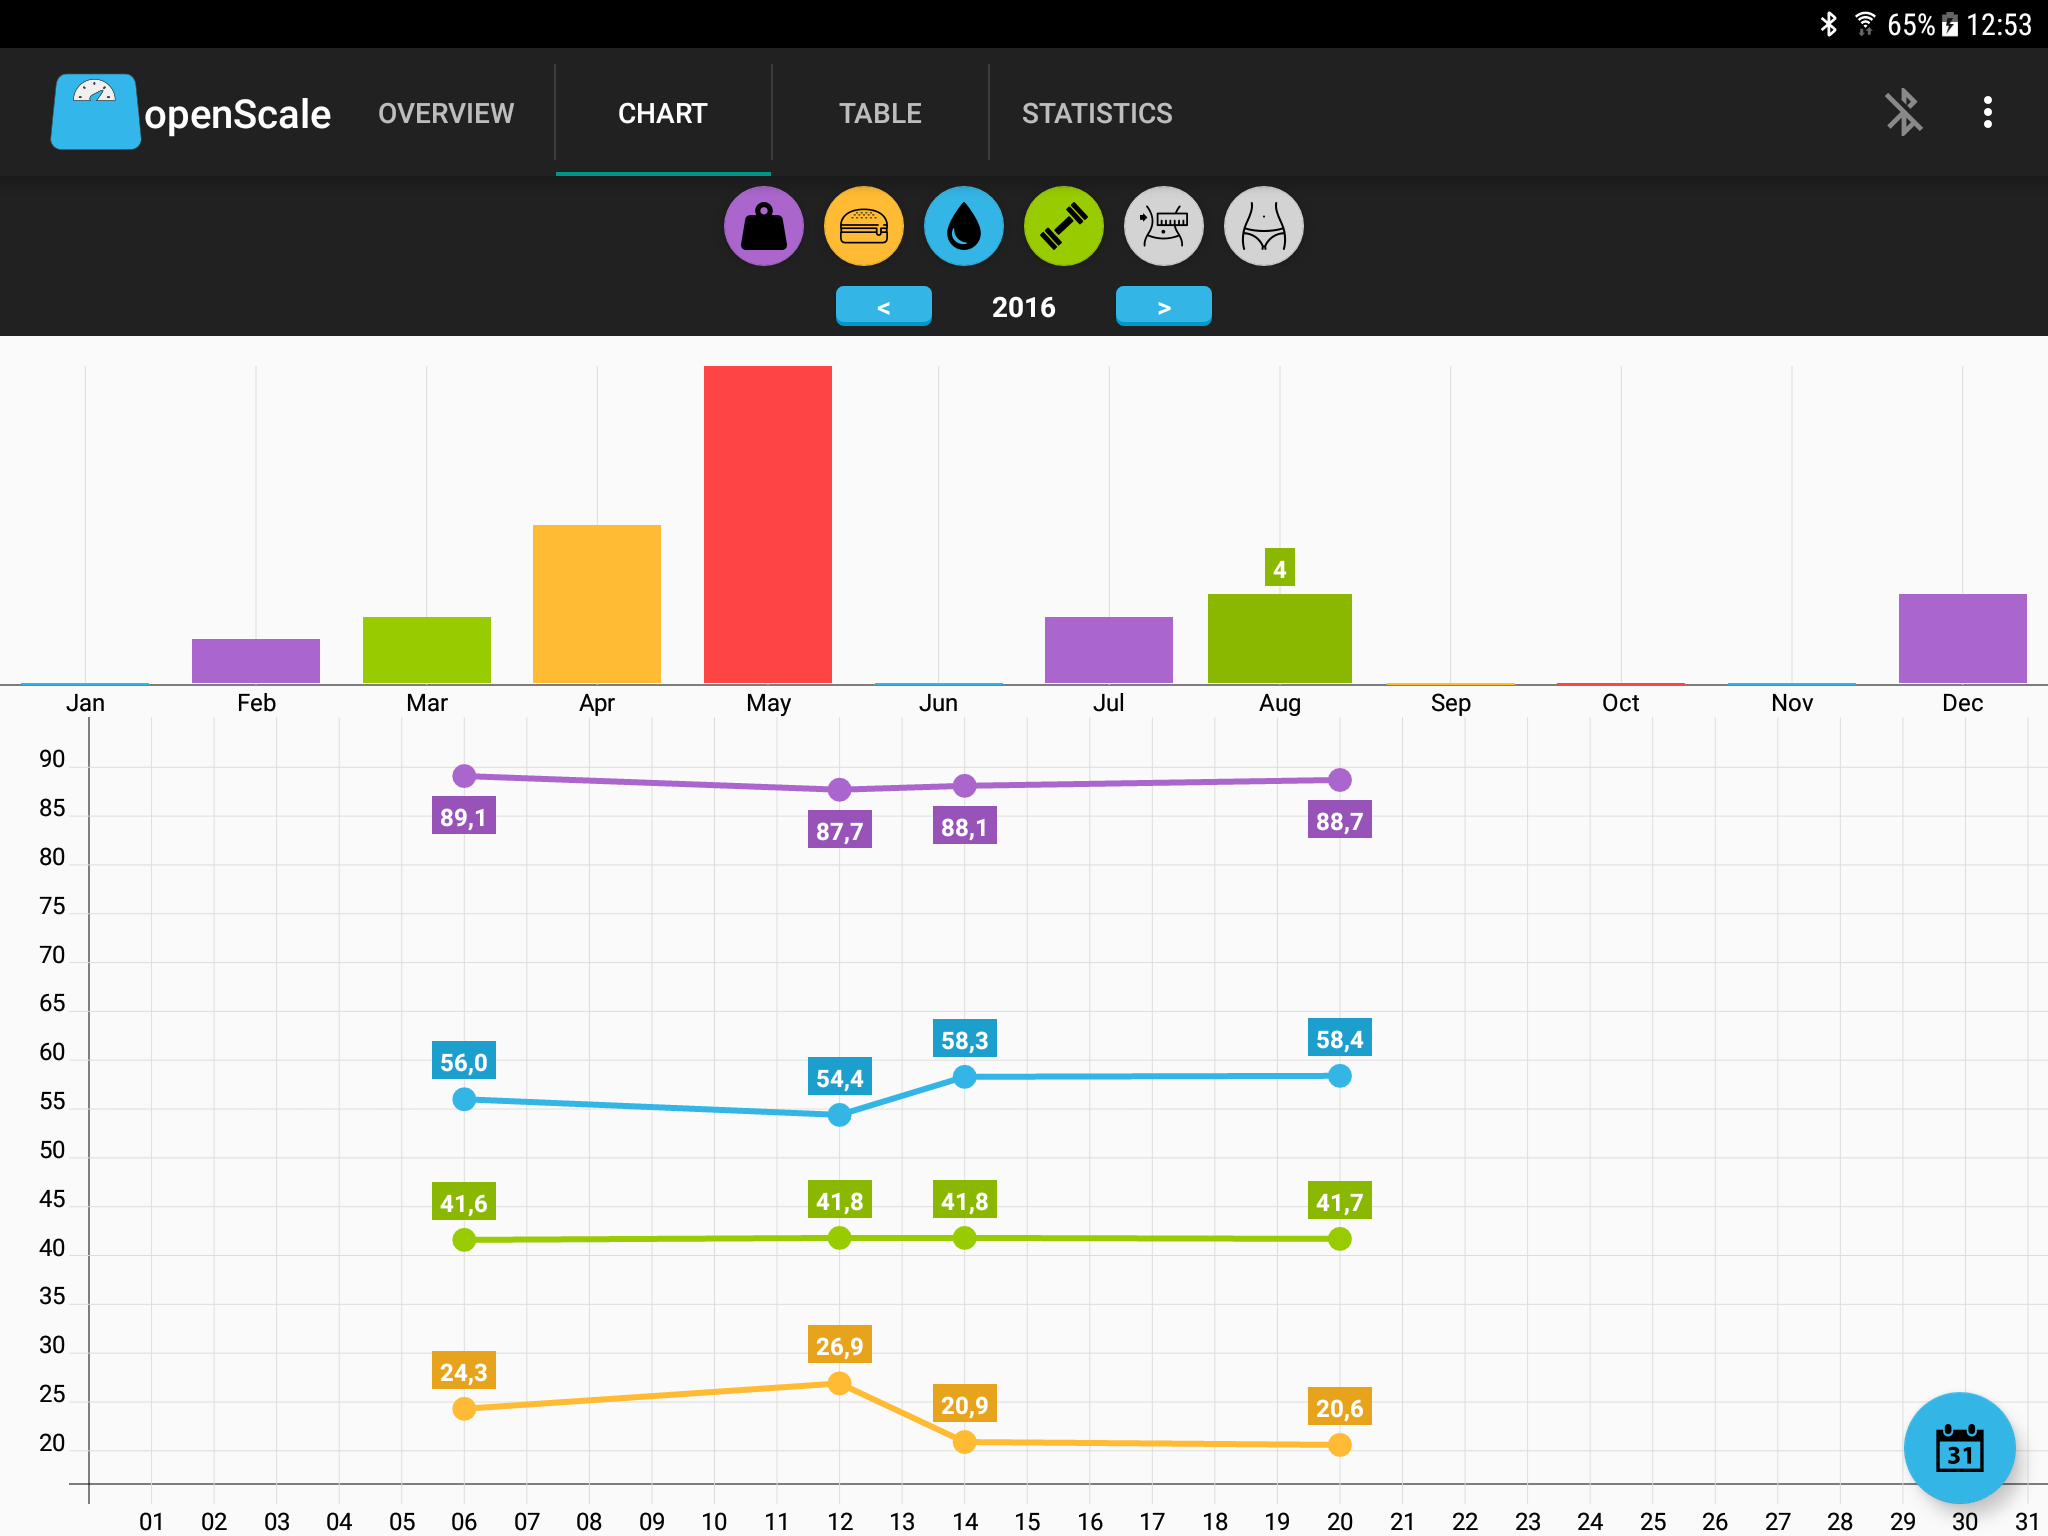 65% 12:53
openScale OVERVIEW CHART TABLE STATISTICS
< 2016 >
4
Jan Feb Mar Apr May Jun Jul Aug Sep Oct Nov Dec
90
89,1 87,7 88,1 88,7
85
80
75
70
65
60
56,0 54,4 58,3 58,4
55
50
45
41,6 41,8 41,8 41,7
40
35
30
24,3 26,9 20,9 20,6
25
20
31
01 02 03 04 05 06 07 08 09 10 11 12 13 14 15 16 17 18 19 20 21 22 23 24 25 26 27 28 29 30 31